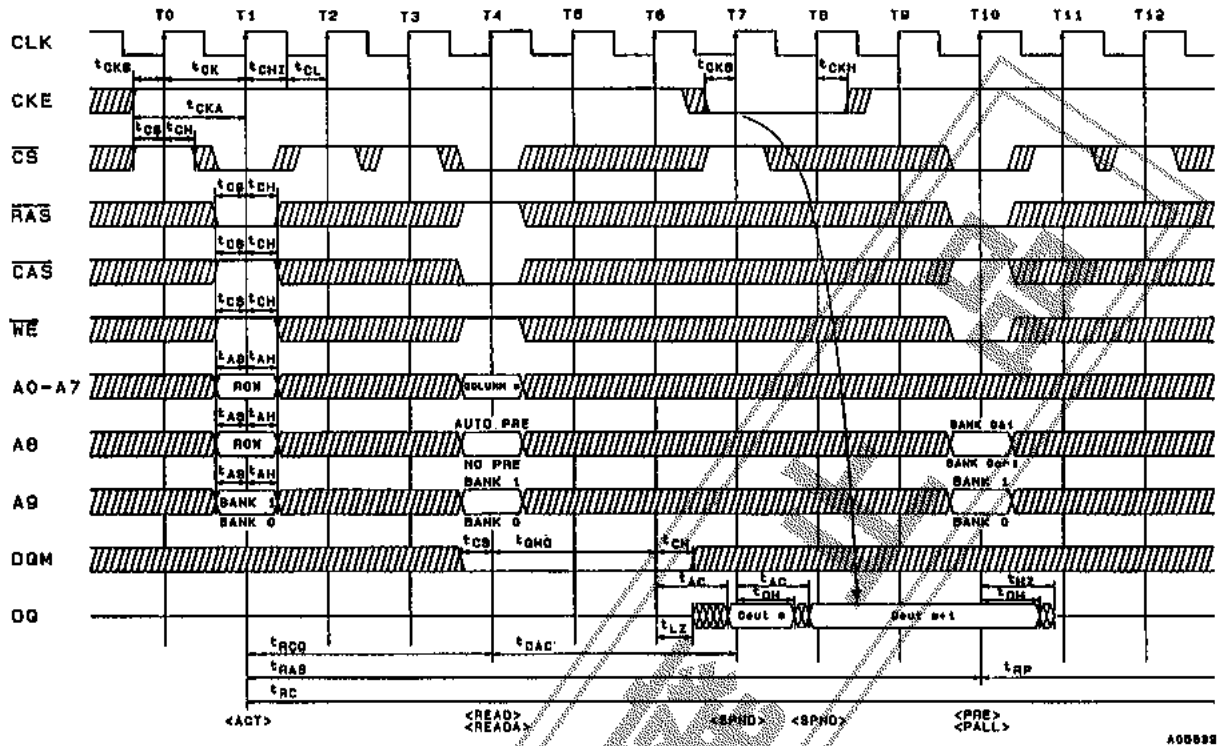 T0 T1 T2 T3 T4 T5 T6 T7 T8 T9 T10 T11 T12
CLK
tCKS tCK tCHI tCL tCKS tCKH
CKE
tCKA
tCS tCH
CS
tCS tCH
RAS
tCS tCH
CAS
tCS tCH
WE
tAS tAH
A0-A7 ROW COLUMN
tAS tAH AUTO PRE BANK 0&1
A8 ROW
NO PRE BANK 0or1
tAS tAH BANK 1 BANK 1
A9 BANK 1
BANK 0 BANK 0 BANK 0
tCS tQMD tCH
DQM
tAC tAC tHZ
tOH tOH
DQ Dout m Dout m+1
tLZ
tRCD tCAC
tRAS tRP
tRC
<ACT> <READ> <SPND> <SPND> <PRE>
<READA> <PALL>